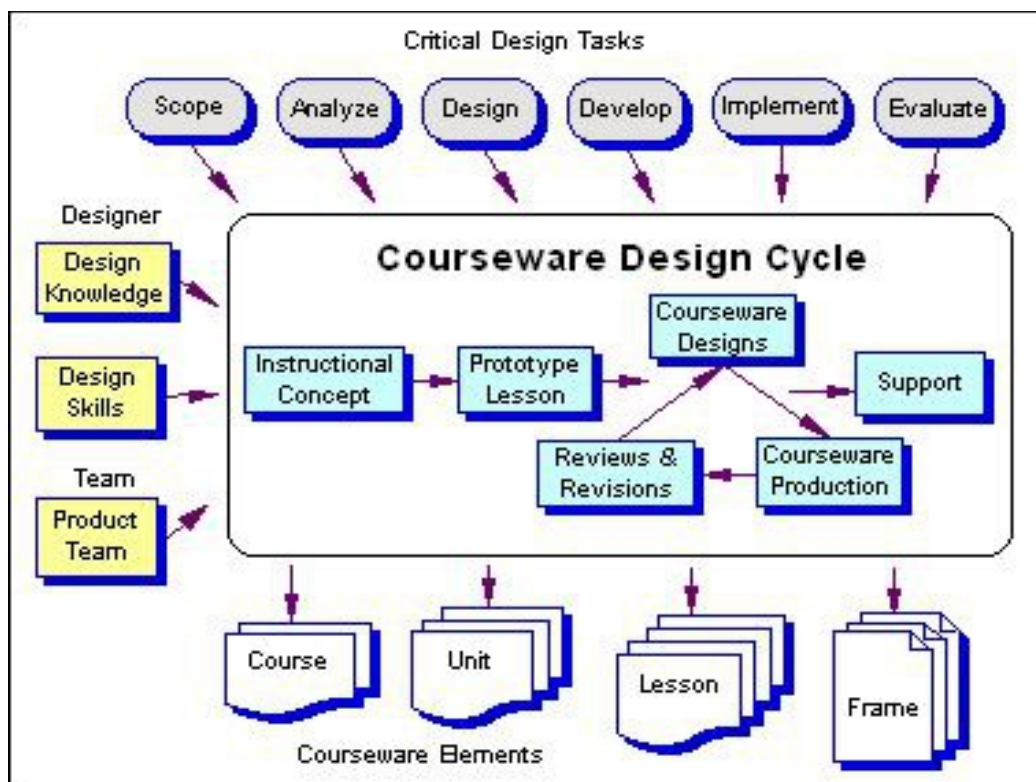 Critical Design Tasks
Scope
Analyze
Design
Develop
Implement
Evaluate
Designer
Design
Knowledge
Design
Skills
Team
Product
Team
Courseware Design Cycle
Instructional
Concept
Prototype
Lesson
Courseware
Designs
Support
Reviews &
Revisions
Courseware
Production
Course
Unit
Lesson
Frame
Courseware Elements